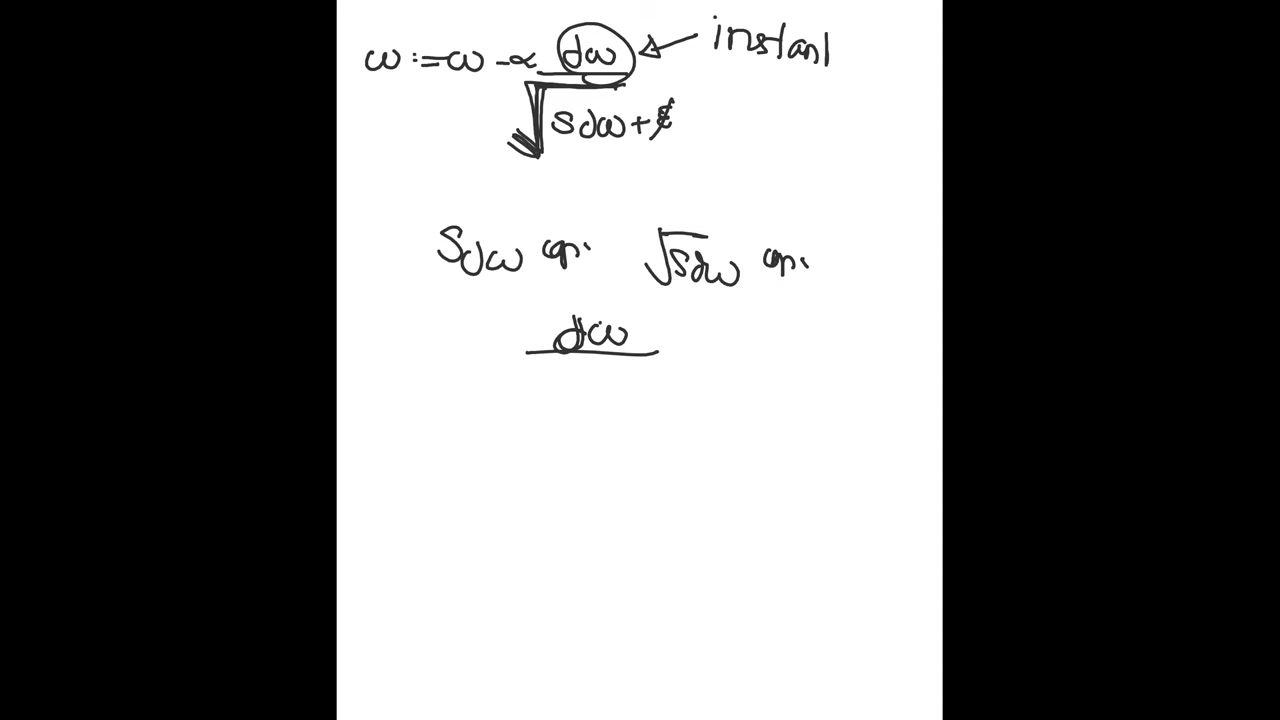 ω := ω - α dω ← instant
√Sdω + ε
Sdω √Sdω
dω